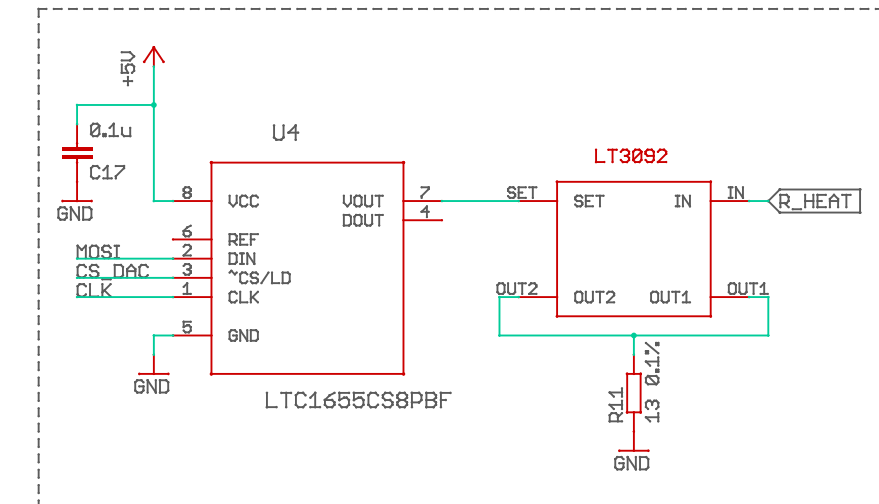 +5V
0.1u
C17
GND
U4
8
VCC
VOUT
7
DOUT
4
6
REF
MOSI
2
DIN
CS_DAC
3
~CS/LD
CLK
1
CLK
5
GND
GND
LTC1655CS8PBF
LT3092
SET
SET
IN
IN
R_HEAT
OUT2
OUT2
OUT1
OUT1
R11
13 0.1%
GND